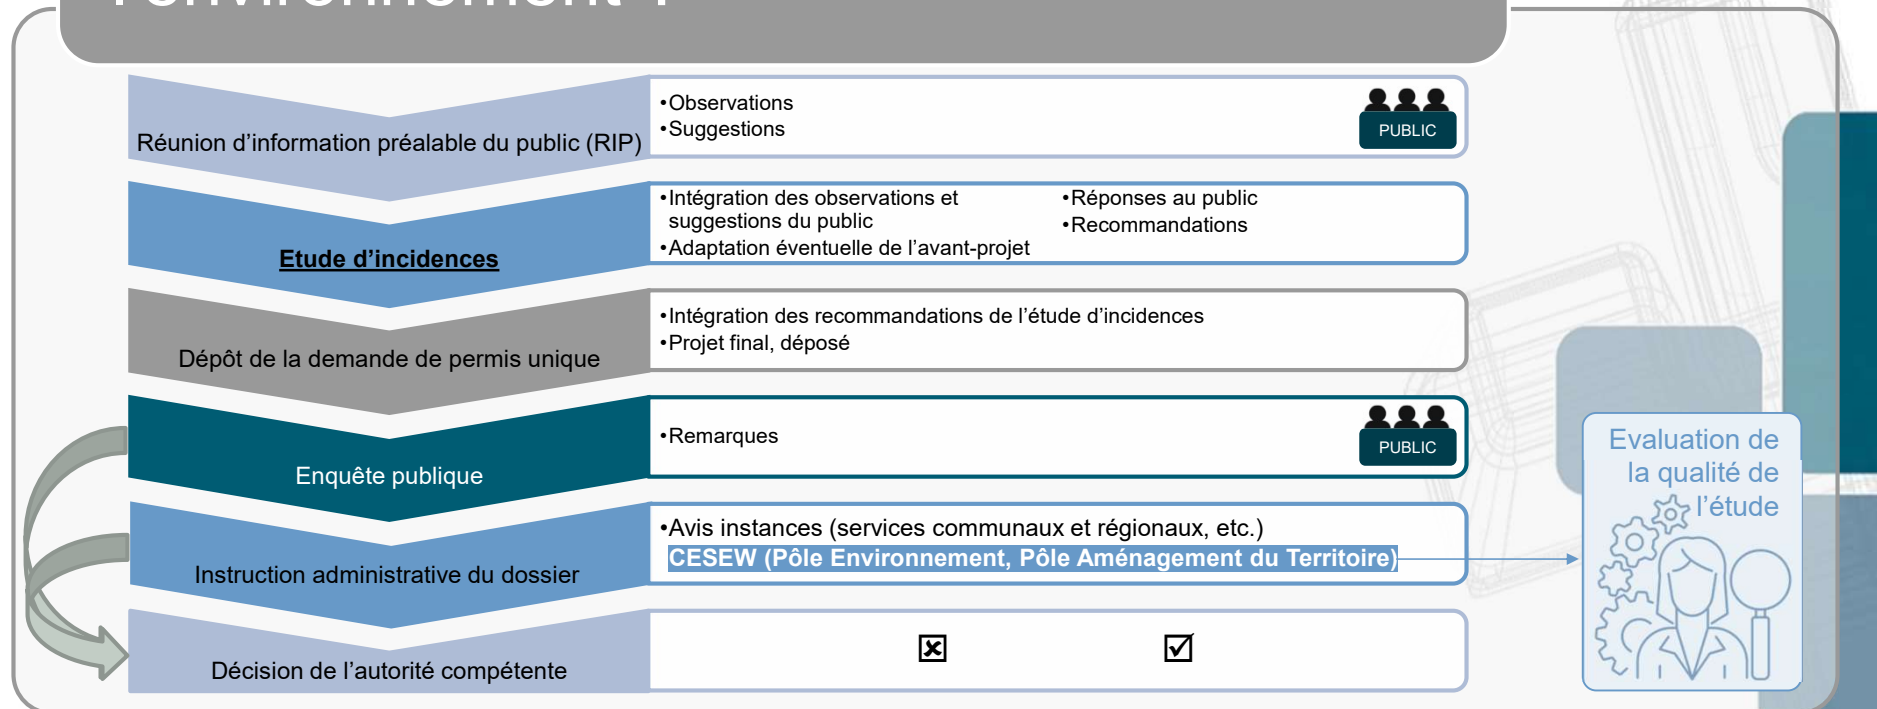 l'environnement ?
Réunion d’information préalable du public (RIP)
•Observations
•Suggestions
PUBLIC
Etude d’incidences
•Intégration des observations et
suggestions du public
•Adaptation éventuelle de l’avant-projet
•Réponses au public
•Recommandations
Dépôt de la demande de permis unique
•Intégration des recommandations de l’étude d’incidences
•Projet final, déposé
Enquête publique
•Remarques
PUBLIC
Instruction administrative du dossier
•Avis instances (services communaux et régionaux, etc.)
CESEW (Pôle Environnement, Pôle Aménagement du Territoire)
Evaluation de
la qualité de
l’étude
Décision de l’autorité compétente